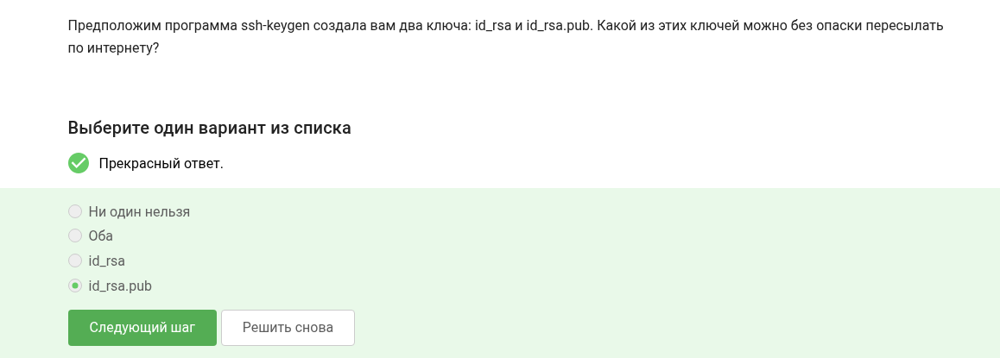 Предположим программа ssh-keygen создала вам два ключа: id_rsa и id_rsa.pub. Какой из этих ключей можно без опаски пересылать
по интернету?
Выберите один вариант из списка
Прекрасный ответ.
Ни один нельзя
Оба
id_rsa
id_rsa.pub
Следующий шаг Решить снова